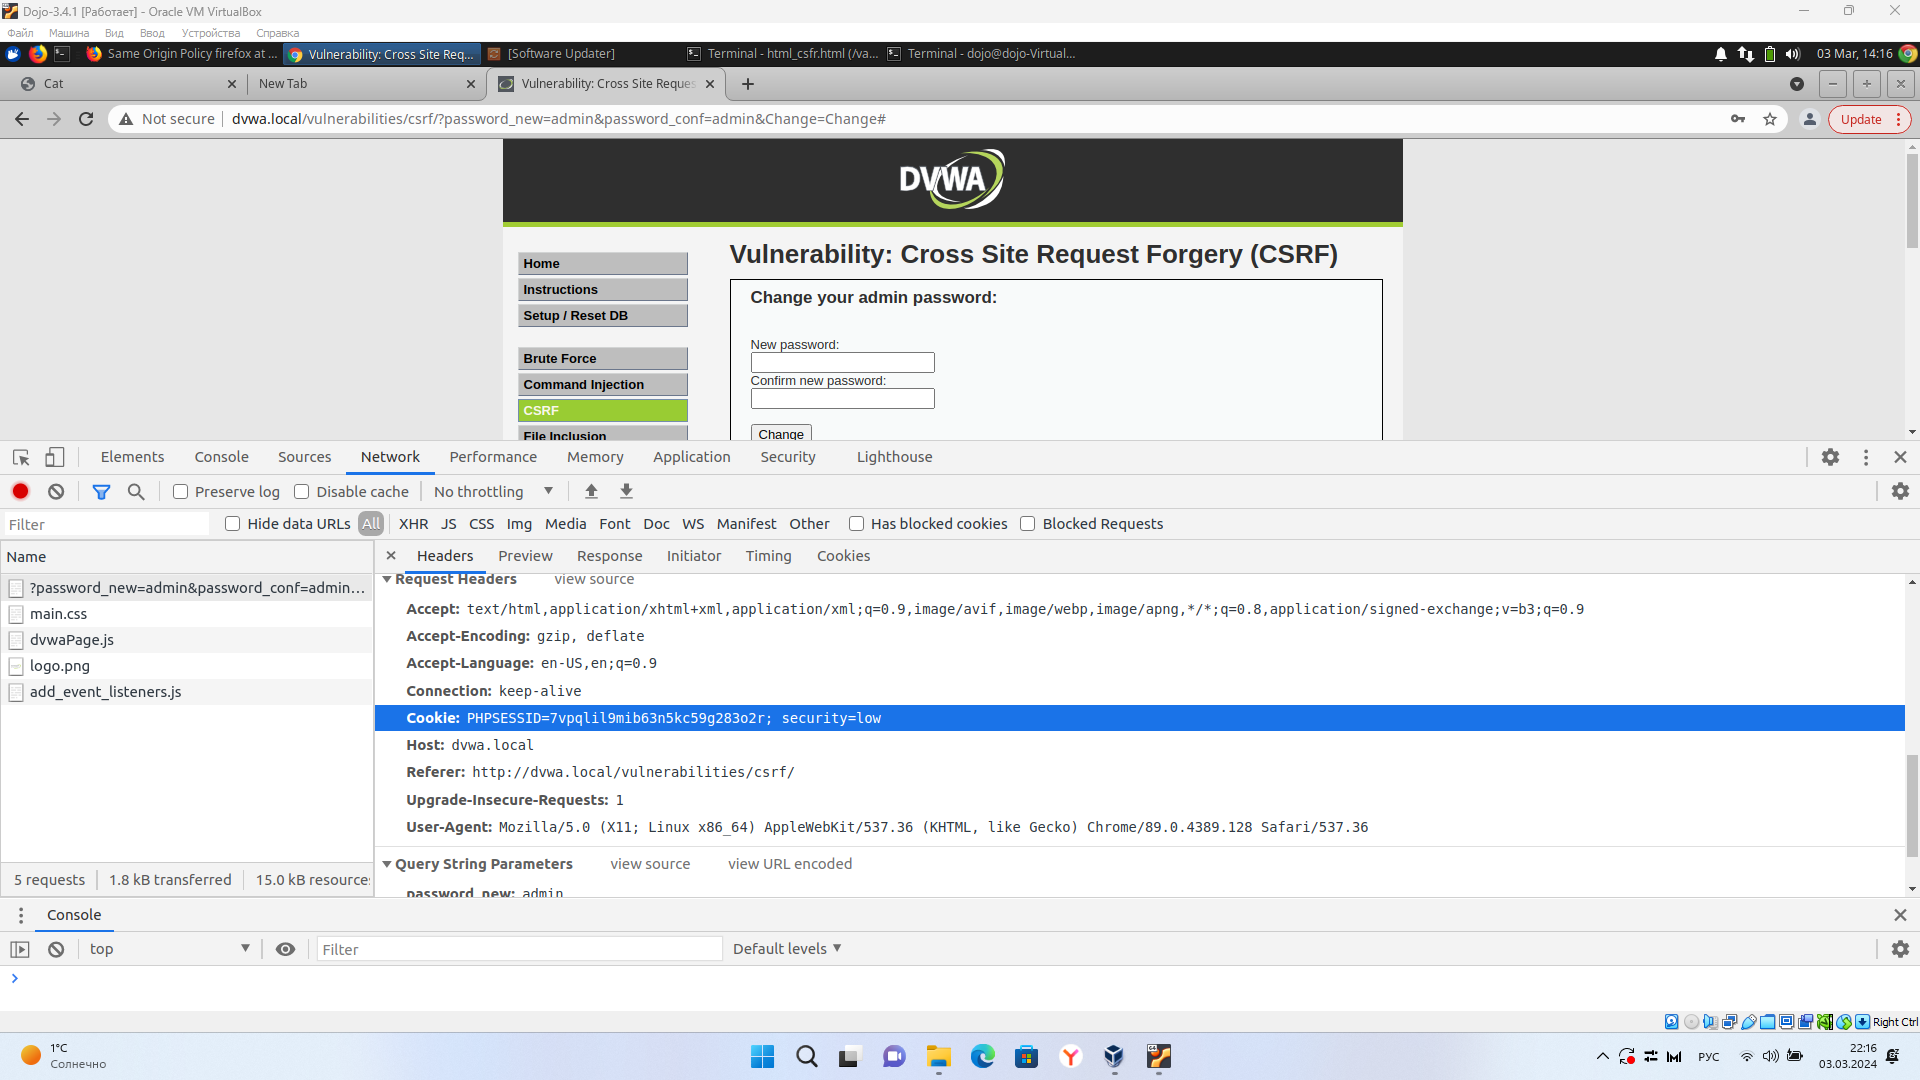 Dojo-3.4.1 [Работает] - Oracle VM VirtualBox
Файл Машина Вид Ввод Устройства Справка
Same Origin Policy firefox at ... Vulnerability: Cross Site Req... [Software Updater] Terminal - html_csfr.html (/va... Terminal - dojo@dojo-Virtual... 03 Mar, 14:16
Cat New Tab Vulnerability: Cross Site Reques
Not secure dvwa.local/vulnerabilities/csrf/?password_new=admin&password_conf=admin&Change=Change# Update
DVWA
Vulnerability: Cross Site Request Forgery (CSRF)
Home
Instructions
Setup / Reset DB
Brute Force
Command Injection
CSRF
File Inclusion
Change your admin password:
New password:
Confirm new password:
Change
Elements Console Sources Network Performance Memory Application Security Lighthouse
Preserve log Disable cache No throttling
Filter Hide data URLs All XHR JS CSS Img Media Font Doc WS Manifest Other Has blocked cookies Blocked Requests
Name
?password_new=admin&password_conf=admin...
main.css
dvwaPage.js
logo.png
add_event_listeners.js
5 requests 1.8 kB transferred 15.0 kB resource
Headers Preview Response Initiator Timing Cookies
Request Headers view source
Accept: text/html,application/xhtml+xml,application/xml;q=0.9,image/avif,image/webp,image/apng,*/*;q=0.8,application/signed-exchange;v=b3;q=0.9
Accept-Encoding: gzip, deflate
Accept-Language: en-US,en;q=0.9
Connection: keep-alive
Cookie: PHPSESSID=7vpqlil9mib63n5kc59g283o2r; security=low
Host: dvwa.local
Referer: http://dvwa.local/vulnerabilities/csrf/
Upgrade-Insecure-Requests: 1
User-Agent: Mozilla/5.0 (X11; Linux x86_64) AppleWebKit/537.36 (KHTML, like Gecko) Chrome/89.0.4389.128 Safari/537.36
Query String Parameters view source view URL encoded
password_new: admin
Console
top Filter Default levels
Right Ctrl
1°C
Солнечно
РУС
22:16
03.03.2024